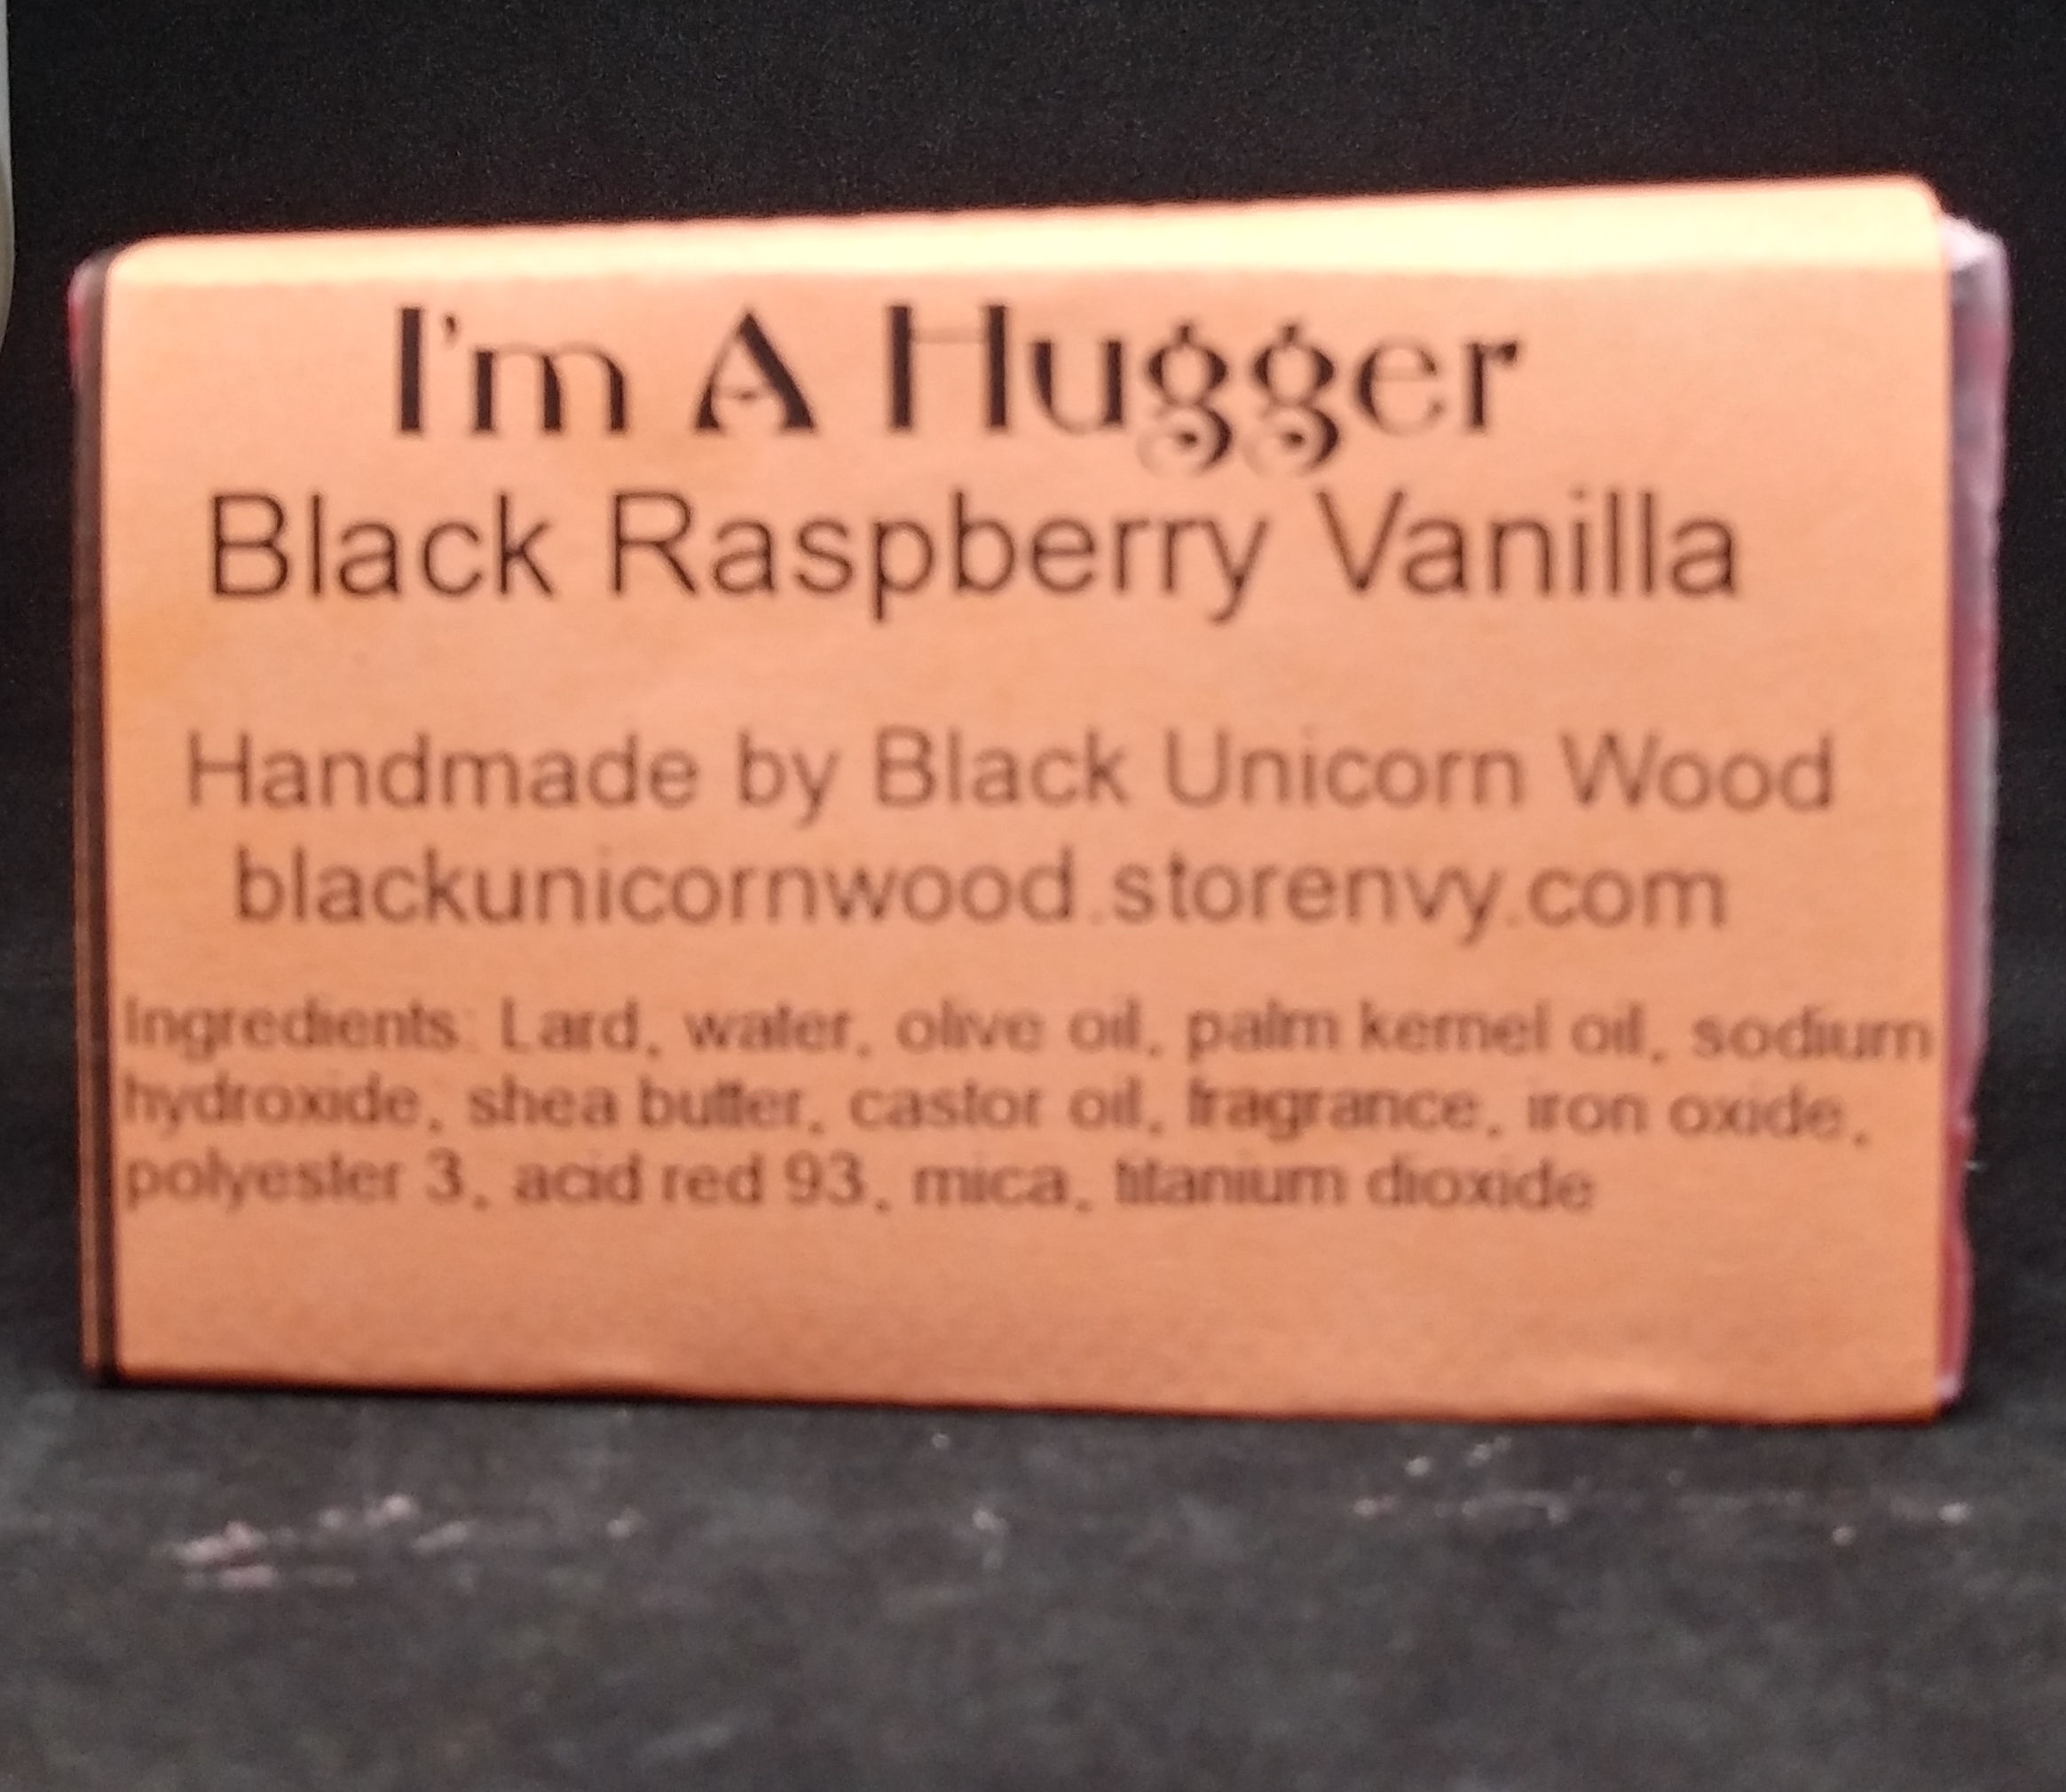 I'm A Hugger
Black Raspberry Vanilla
Handmade by Black Unicorn Wood
blackunicornwood.storenvy.com
Ingredients: Lard, water, olive oil, palm kernel oil, sodium
hydroxide, shea butter, castor oil, fragrance, iron oxide,
polyester 3, acid red 93, mica, titanium dioxide